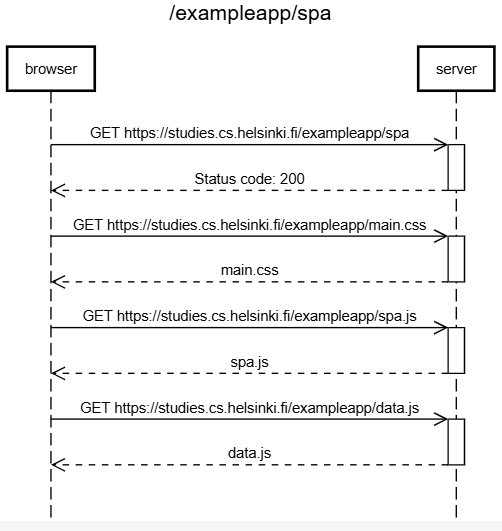 /exampleapp/spa
browser
server
GET https://studies.cs.helsinki.fi/exampleapp/spa
Status code: 200
GET https://studies.cs.helsinki.fi/exampleapp/main.css
main.css
GET https://studies.cs.helsinki.fi/exampleapp/spa.js
spa.js
GET https://studies.cs.helsinki.fi/exampleapp/data.js
data.js